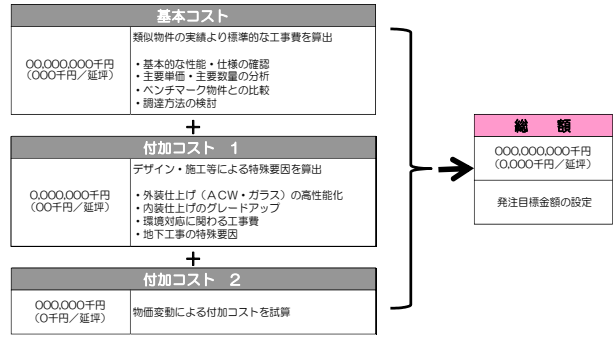 基本コスト
00,000,000千円
(000千円／延坪)
類似物件の実績より標準的な工事費を算出
・基本的な性能・仕様の確認
・主要単価・主要数量の分析
・ベンチマーク物件との比較
・調達方法の検討
+
付加コスト 1
0,000,000千円
(00千円／延坪)
デザイン・施工等による特殊要因を算出
・外装仕上げ（ACW・ガラス）の高性能化
・内装仕上げのグレードアップ
・環境対応に関わる工事費
・地下工事の特殊要因
+
付加コスト 2
000,000千円
(0千円／延坪)
物価変動による付加コストを試算
総 額
000,000,000千円
(0,000千円／延坪)
発注目標金額の設定